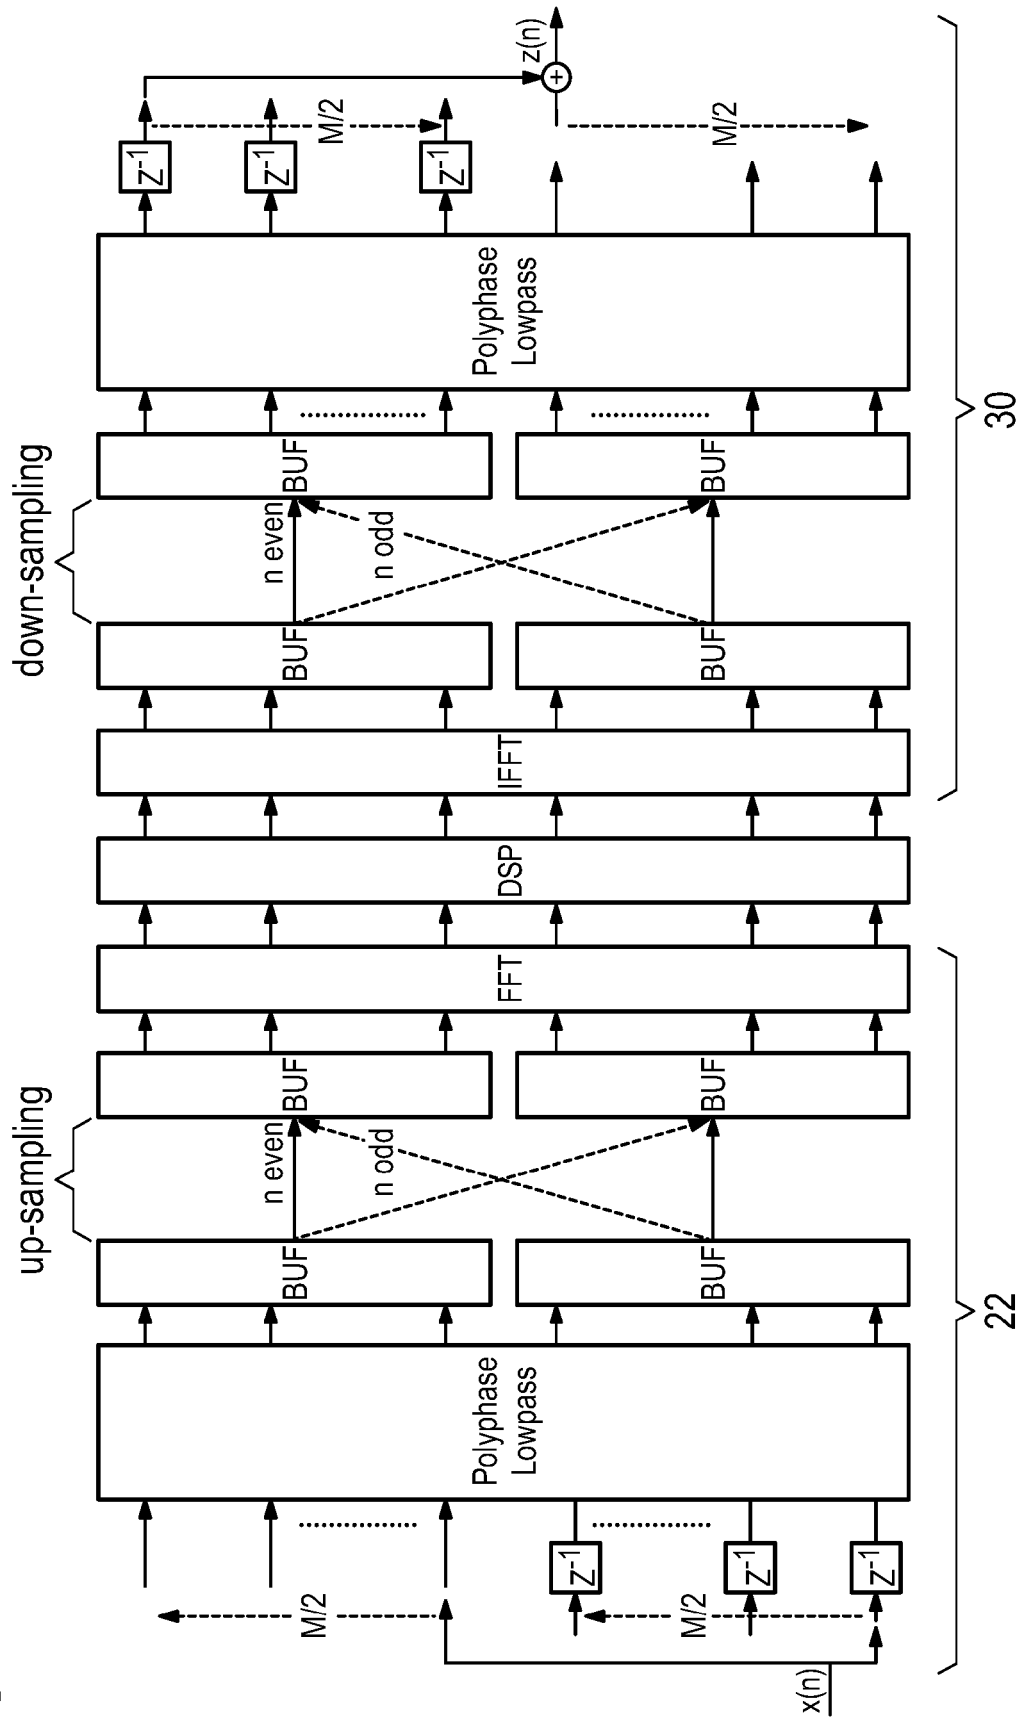 up-sampling
down-sampling
Z⁻¹
n even
n even
Z⁻¹
M/2
BUF
BUF
BUF
BUF
M/2
n odd
n odd
Z⁻¹
Polyphase
Lowpass
FFT
DSP
IFFT
Polyphase
Lowpass
z(n)
+
Z⁻¹
M/2
BUF
BUF
BUF
BUF
M/2
Z⁻¹
x(n)
Z⁻¹
22
30